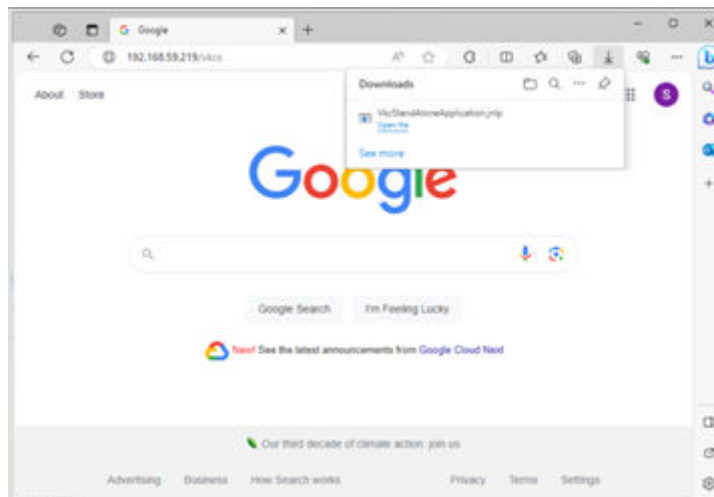 Google
192.168.59.219/vkcs
About Store
Downloads
VkcStandAloneApplication.jnlp
Open file
See more
S
Google
Google Search I'm Feeling Lucky
New! See the latest announcements from Google Cloud Next
Our third decade of climate action: join us
Advertising Business How Search works Privacy Terms Settings